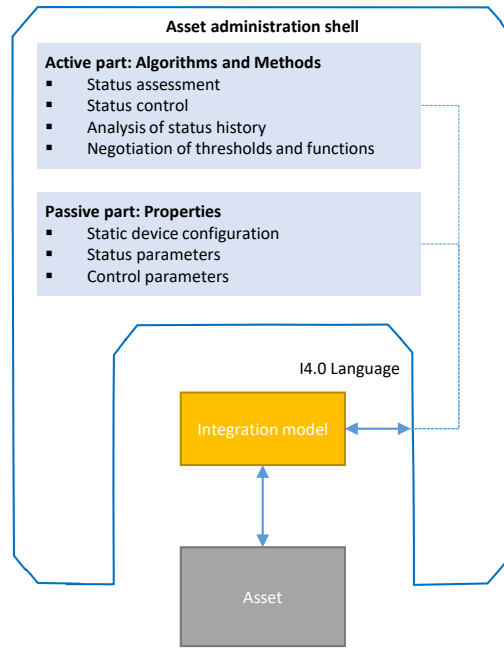 Asset administration shell
Active part: Algorithms and Methods
▪ Status assessment
▪ Status control
▪ Analysis of status history
▪ Negotiation of thresholds and functions
Passive part: Properties
▪ Static device configuration
▪ Status parameters
▪ Control parameters
I4.0 Language
Integration model
Asset